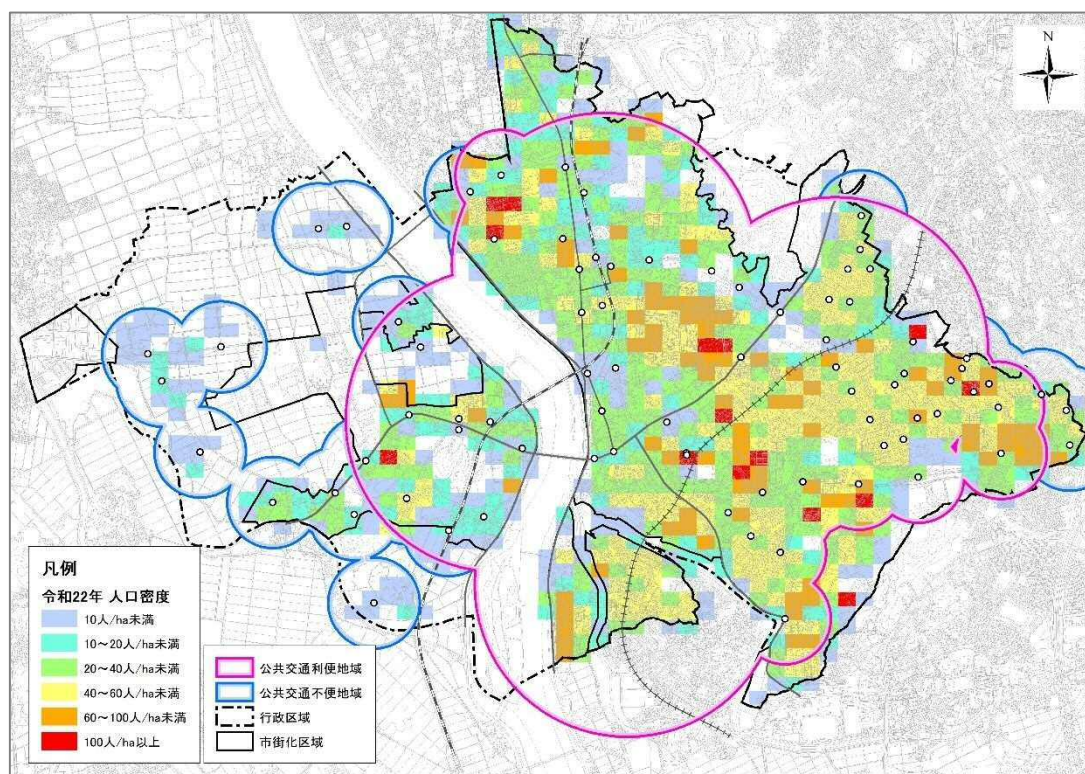 N
凡例
令和22年 人口密度
10人/ha未満
10～20人/ha未満
20～40人/ha未満
40～60人/ha未満
60～100人/ha未満
100人/ha以上
公共交通利便地域
公共交通不便地域
行政区域
市街化区域